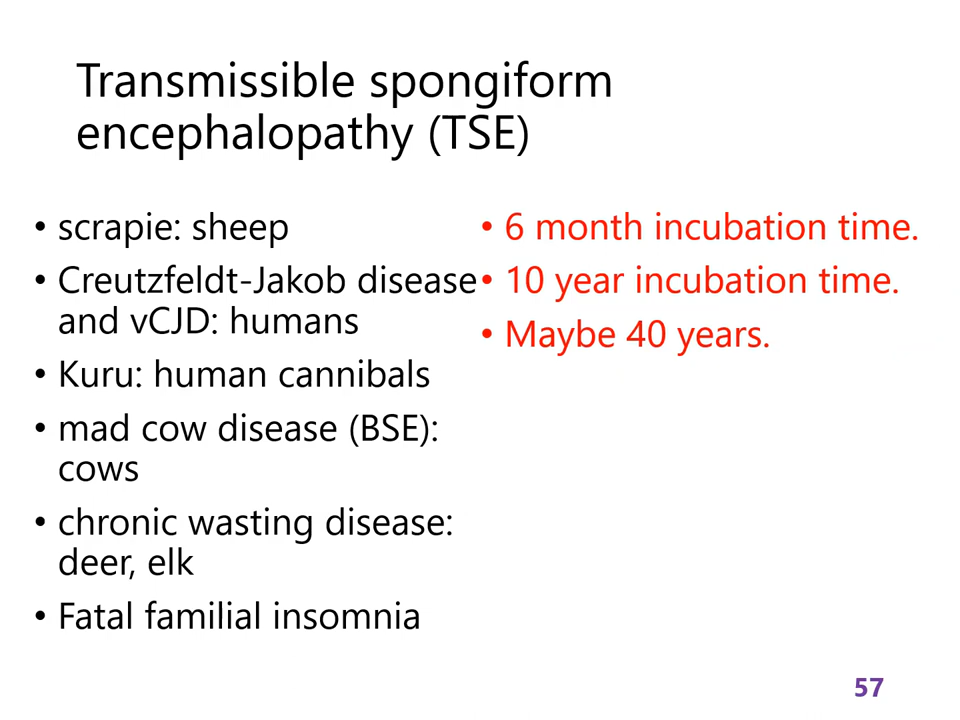 Transmissible spongiform
encephalopathy (TSE)
• scrapie: sheep
• Creutzfeldt-Jakob disease
and vCJD: humans
• Kuru: human cannibals
• mad cow disease (BSE):
cows
• chronic wasting disease:
deer, elk
• Fatal familial insomnia
• 6 month incubation time.
• 10 year incubation time.
• Maybe 40 years.
57